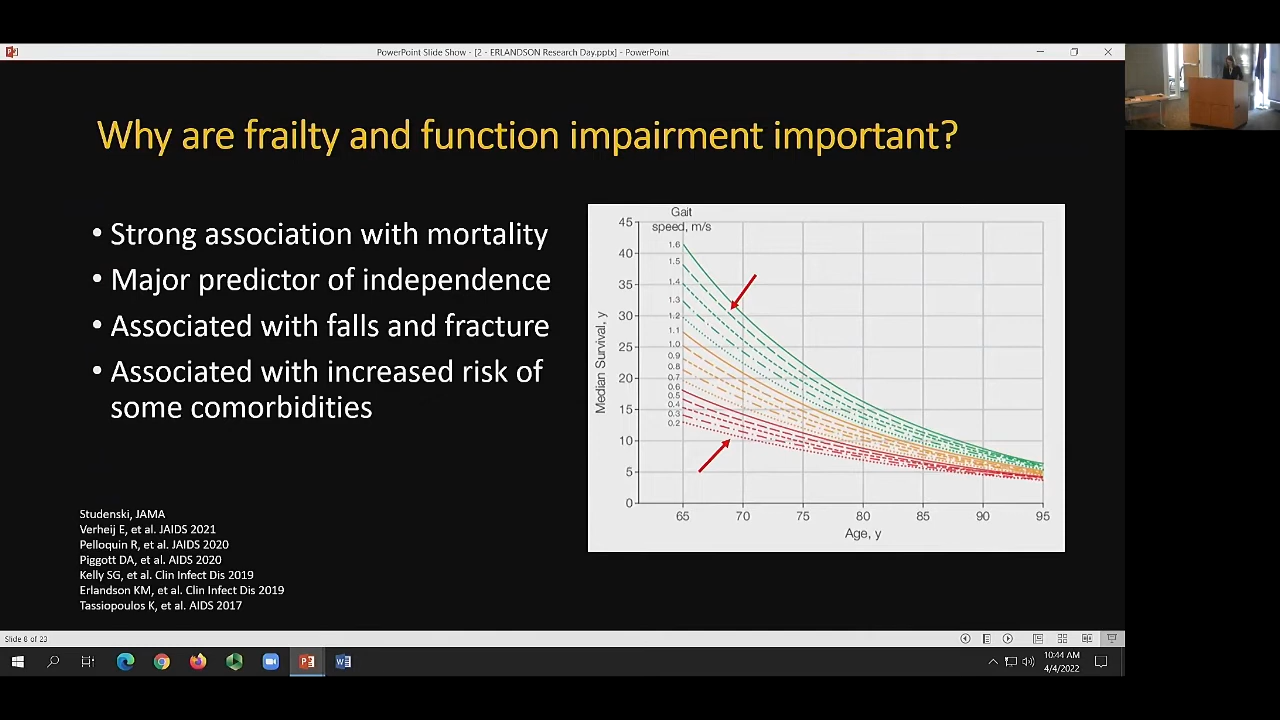 PowerPoint Slide Show - [2 - ERLANDSON Research Day.pptx] - PowerPoint
Why are frailty and function impairment important?
• Strong association with mortality
• Major predictor of independence
• Associated with falls and fracture
• Associated with increased risk of
some comorbidities
Gait
speed, m/s
1.6
1.5
1.4
1.3
1.2
1.1
1.0
0.9
0.8
0.7
0.6
0.5
0.4
0.3
0.2
Median Survival, y
45
40
35
30
25
20
15
10
5
0
65 70 75 80 85 90 95
Age, y
Studenski, JAMA
Verheij E, et al. JAIDS 2021
Pelloquin R, et al. JAIDS 2020
Piggott DA, et al. AIDS 2020
Kelly SG, et al. Clin Infect Dis 2019
Erlandson KM, et al. Clin Infect Dis 2019
Tassiopoulos K, et al. AIDS 2017
Slide 8 of 23
10:44 AM
4/4/2022